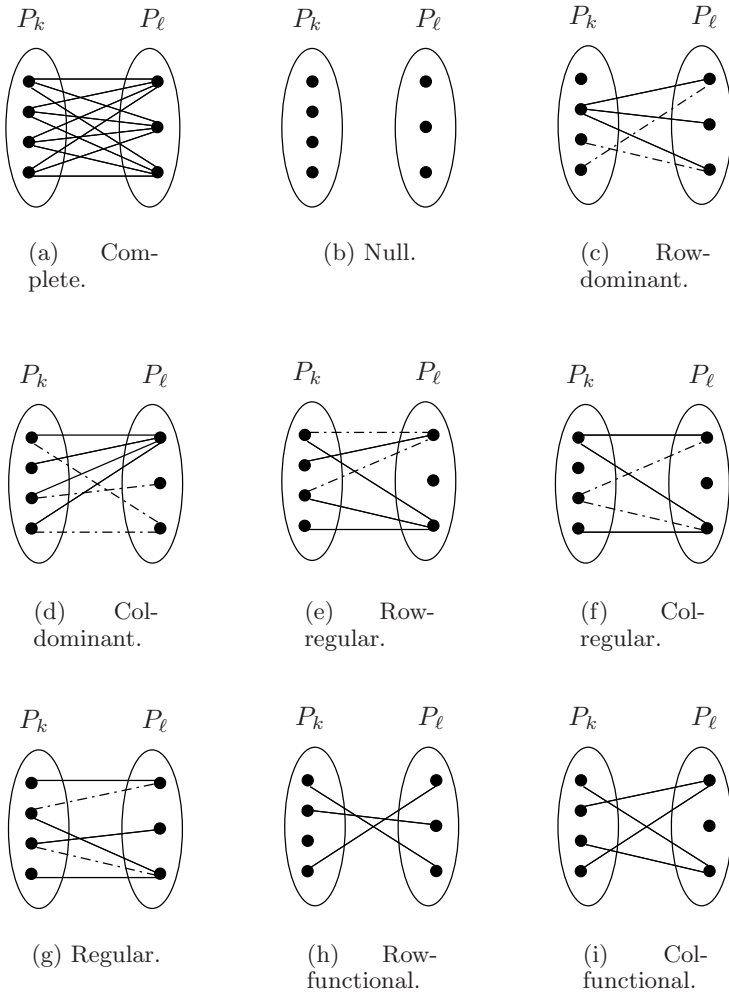 P_k P_ℓ P_k P_ℓ P_k P_ℓ
(a) Com-
plete.
(b) Null.
(c) Row-
dominant.
P_k P_ℓ P_k P_ℓ P_k P_ℓ
(d) Col-
dominant.
(e) Row-
regular.
(f) Col-
regular.
P_k P_ℓ P_k P_ℓ P_k P_ℓ
(g) Regular.
(h) Row-
functional.
(i) Col-
functional.